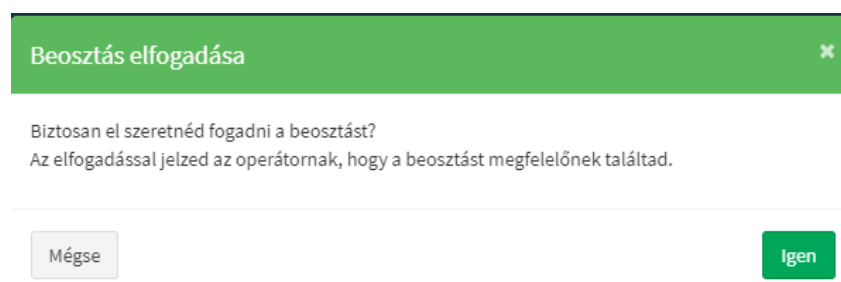 Beosztás elfogadása
Biztosan el szeretnéd fogadni a beosztást?
Az elfogadással jelzed az operátornak, hogy a beosztást megfelelőnek találtad.
Mégse
Igen